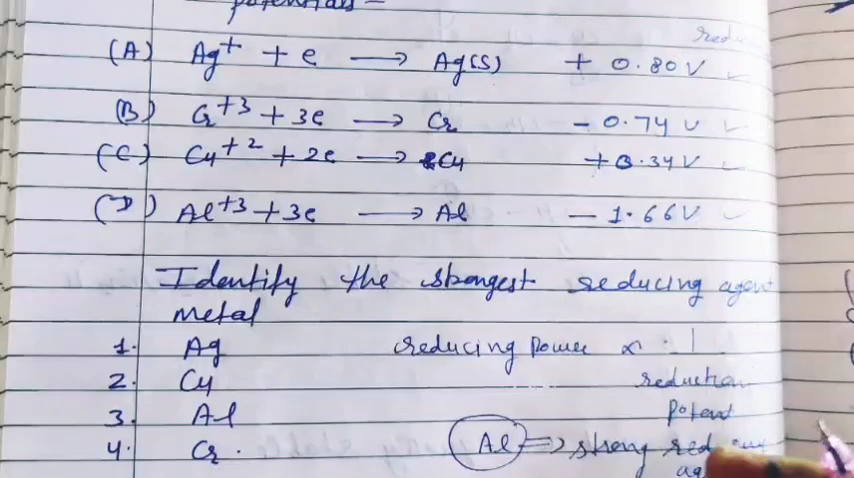 potentials -
(A) Ag+ + e ⟶ Ag(s) + 0.80V
(B) Cr+3 + 3e ⟶ Cr - 0.74 V
(C) Cu+2 + 2e ⟶ Cu +0.34V
(D) Al+3 + 3e ⟶ Al - 1.66V
Identify the strongest reducing agent
metal
1. Ag reducing Power ∝ 1
2. Cu reduction
3. Al Potent
4. Cr. Al ⇒ strong